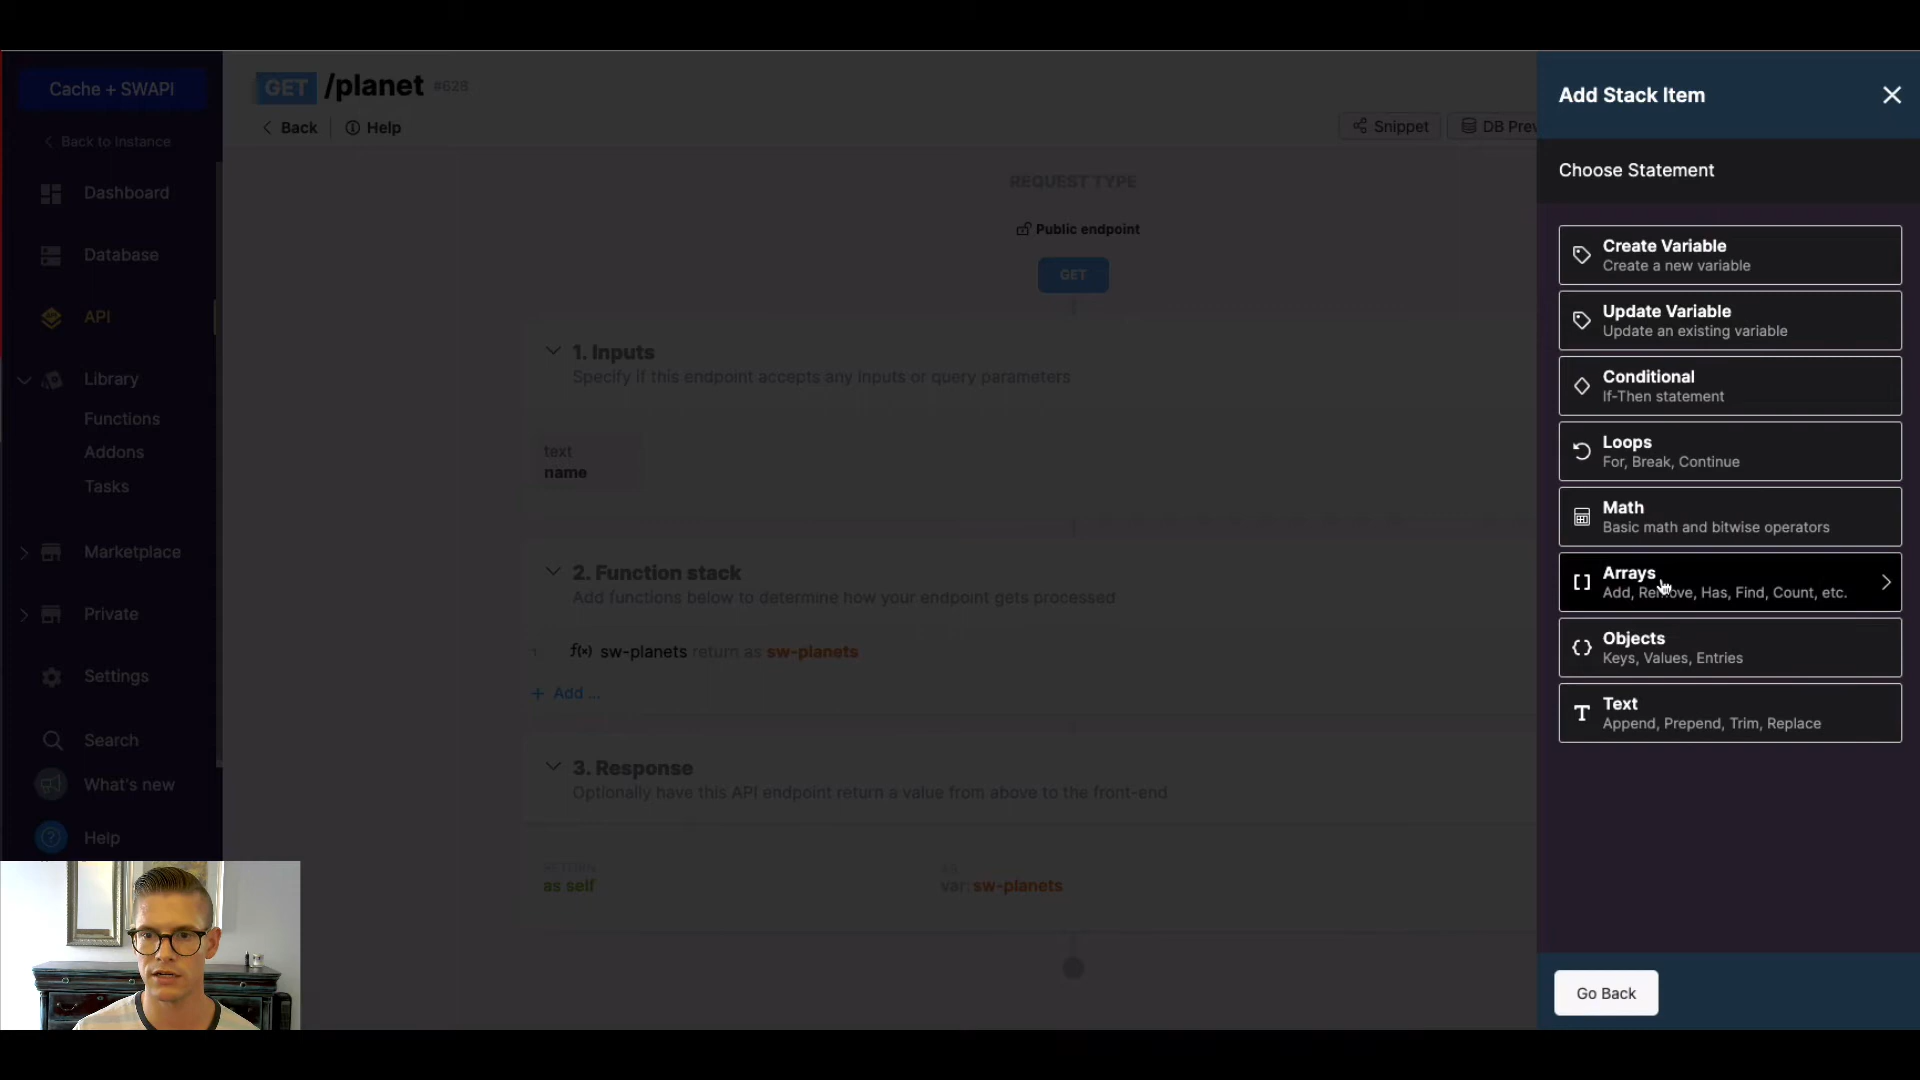 Cache + SWAPI
Back to Instance
Dashboard
Database
API
Library
Functions
Addons
Tasks
Marketplace
Private
Settings
Search
What's new
Help
GET /planet #628
Back
Help
Snippet
DB Prev
REQUEST TYPE
Public endpoint
GET
1. Inputs
Specify if this endpoint accepts any inputs or query parameters
text
name
2. Function stack
Add functions below to determine how your endpoint gets processed
1. f(x) sw-planets return as sw-planets
+ Add ...
3. Response
Optionally have this API endpoint return a value from above to the front-end
RETURN
as self
AS
var: sw-planets
Add Stack Item
Choose Statement
Create Variable
Create a new variable
Update Variable
Update an existing variable
Conditional
If-Then statement
Loops
For, Break, Continue
Math
Basic math and bitwise operators
Arrays
Add, Remove, Has, Find, Count, etc.
Objects
Keys, Values, Entries
Text
Append, Prepend, Trim, Replace
Go Back